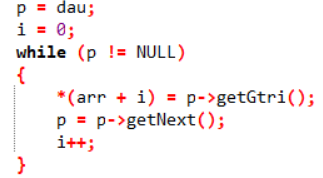 p = dau;
i = 0;
while (p != NULL)
{
*(arr + i) = p->getGtri();
p = p->getNext();
i++;
}